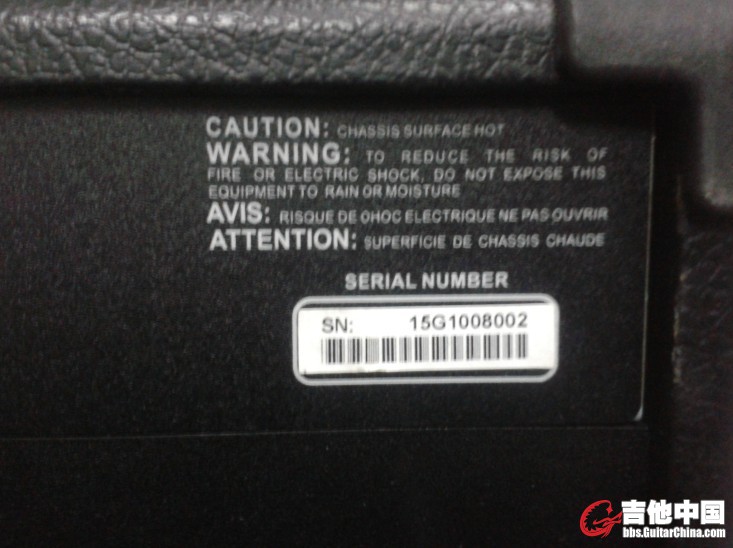 CAUTION: CHASSIS SURFACE HOT
WARNING: TO REDUCE THE RISK OF
FIRE OR ELECTRIC SHOCK, DO NOT EXPOSE THIS
EQUIPMENT TO RAIN OR MOISTURE
AVIS: RISQUE DE OHOC ELECTRIQUE NE PAS OUVRIR
ATTENTION: SUPERFICIE DE CHASSIS CHAUDE
SERIAL NUMBER
SN: 15G1008002
吉他中国
bbs.GuitarChina.com